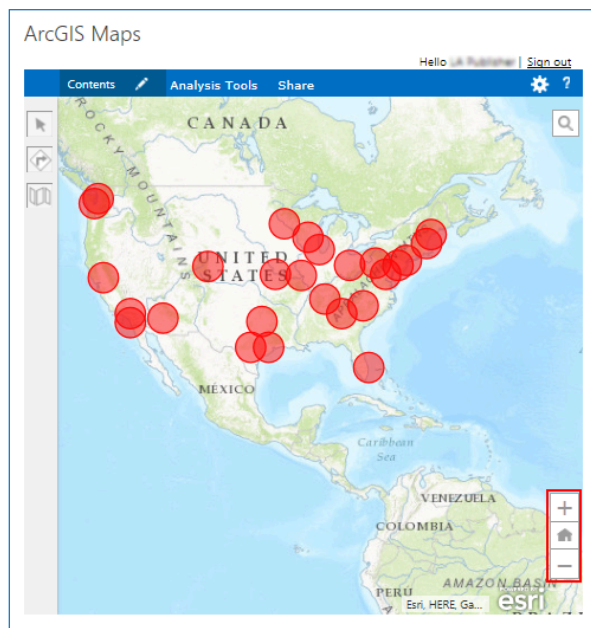 ArcGIS Maps
Hello | Sign out
Contents Analysis Tools Share ?
CANADA
ROCKY MOUNTAINS
UNITED
STATES
APPALACHIAN
MÉXICO
Caribbean
Sea
VENEZUELA
COLOMBIA
AMAZON BASIN
PERU
Esri, HERE, Ga...
esri